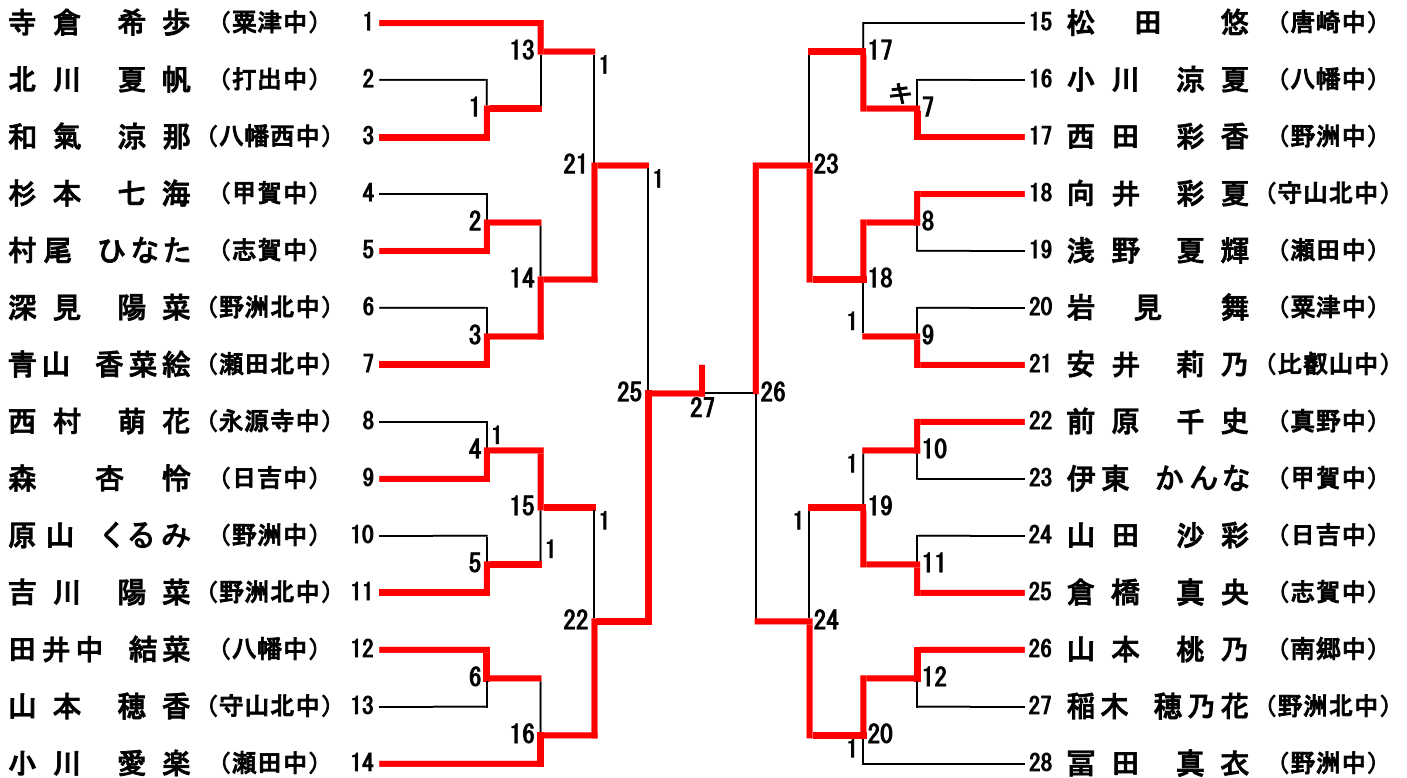 寺倉 希歩 (粟津中) 1
北川 夏帆 (打出中) 2
和氣 涼那 (八幡西中) 3
杉本 七海 (甲賀中) 4
村尾 ひなた (志賀中) 5
深見 陽菜 (野洲北中) 6
青山 香菜絵 (瀬田北中) 7
西村 萌花 (永源寺中) 8
森 杏怜 (日吉中) 9
原山 くるみ (野洲中) 10
吉川 陽菜 (野洲北中) 11
田井中 結菜 (八幡中) 12
山本 穂香 (守山北中) 13
小川 愛楽 (瀬田中) 14
1
2
3
1
4
5
6
13
14
15
1
16
1
21
1
22
1
25
27
26
23
1
24
17
18
1
1
19
20
1
キ
7
8
9
10
11
12
15 松田 悠 (唐崎中)
16 小川 涼夏 (八幡中)
17 西田 彩香 (野洲中)
18 向井 彩夏 (守山北中)
19 浅野 夏輝 (瀬田中)
20 岩見 舞 (粟津中)
21 安井 莉乃 (比叡山中)
22 前原 千史 (真野中)
23 伊東 かんな (甲賀中)
24 山田 沙彩 (日吉中)
25 倉橋 真央 (志賀中)
26 山本 桃乃 (南郷中)
27 稲木 穂乃花 (野洲北中)
28 冨田 真衣 (野洲中)